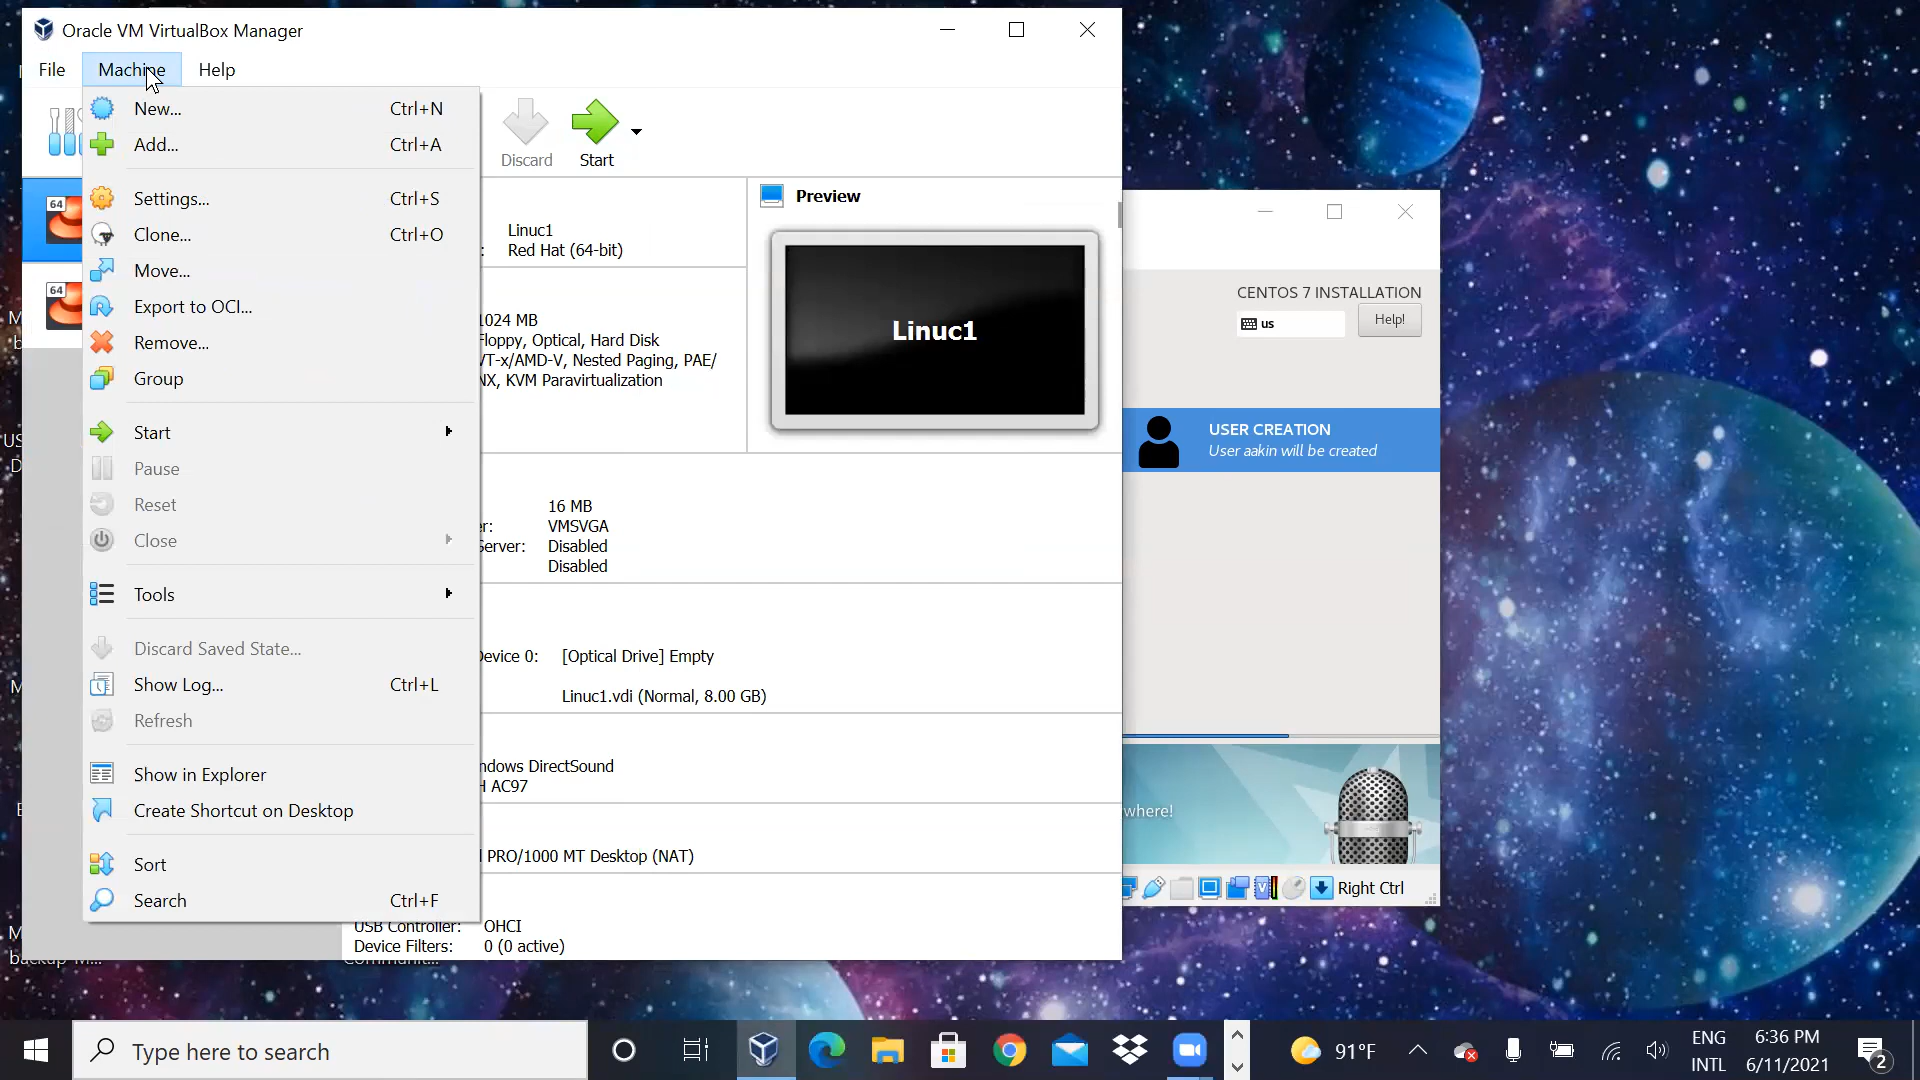 Oracle VM VirtualBox Manager
File Machine Help
New... Ctrl+N
Add... Ctrl+A
Settings... Ctrl+S
Clone... Ctrl+O
Move...
Export to OCI...
Remove...
Group
Start
Pause
Reset
Close
Tools
Discard Saved State...
Show Log... Ctrl+L
Refresh
Show in Explorer
Create Shortcut on Desktop
Sort
Search Ctrl+F
64
64
Discard Start
Linuc1
Red Hat (64-bit)
1024 MB
Floppy, Optical, Hard Disk
VT-x/AMD-V, Nested Paging, PAE/
NX, KVM Paravirtualization
Preview
Linuc1
16 MB
VMSVGA
Server: Disabled
Disabled
Device 0: [Optical Drive] Empty
Linuc1.vdi (Normal, 8.00 GB)
ndows DirectSound
H AC97
PRO/1000 MT Desktop (NAT)
USB Controller: OHCI
Device Filters: 0 (0 active)
CENTOS 7 INSTALLATION
us Help!
USER CREATION
User aakin will be created
where!
Right Ctrl
Type here to search
91°F
ENG
INTL
6:36 PM
6/11/2021
2